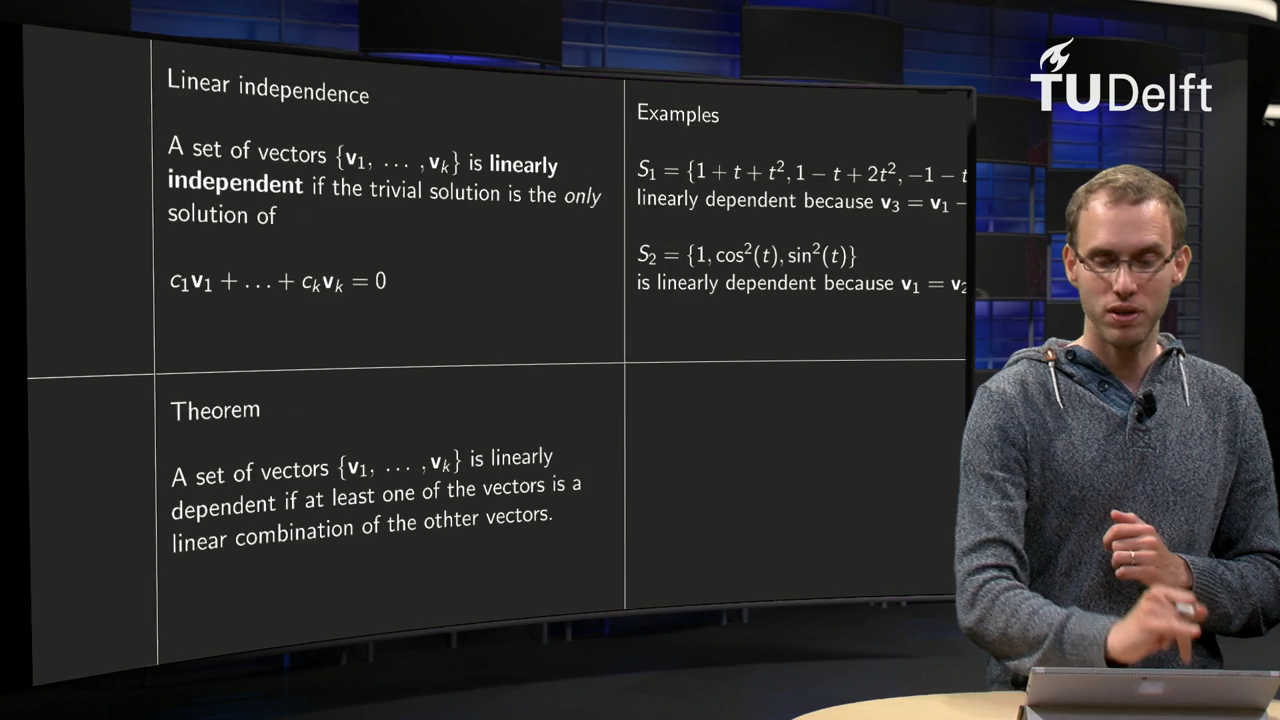 Linear independence
A set of vectors {v₁, … , vₖ} is linearly
independent if the trivial solution is the only
solution of
c₁v₁ + … + cₖvₖ = 0
Examples
S₁ = {1 + t + t², 1 − t + 2t², −1 − t
linearly dependent because v₃ = v₁ −
S₂ = {1, cos²(t), sin²(t)}
is linearly dependent because v₁ = v₂
Theorem
A set of vectors {v₁, … , vₖ} is linearly
dependent if at least one of the vectors is a
linear combination of the othter vectors.
TUDelft